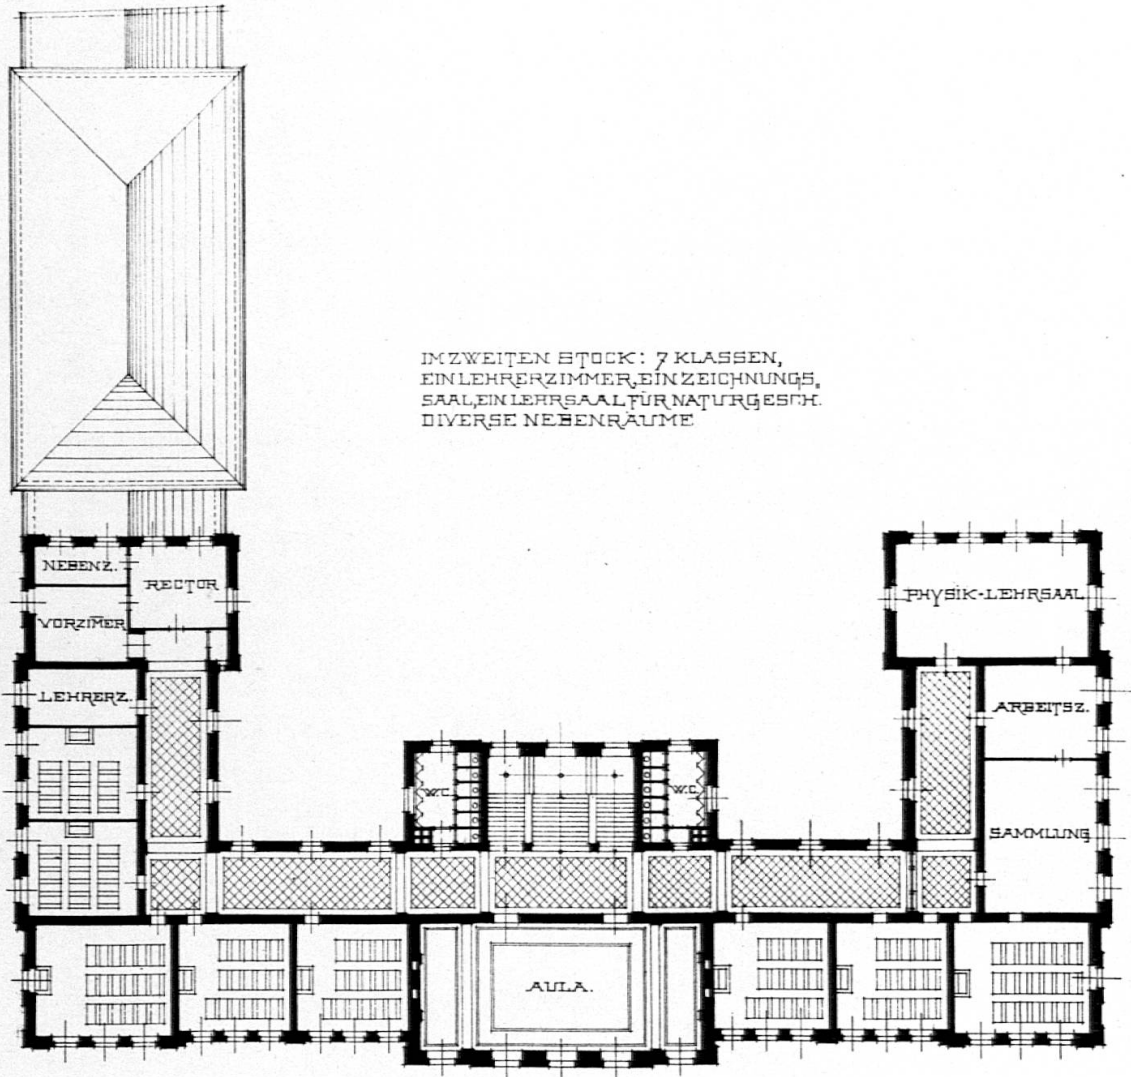 IM ZWEITEN STOCK: 7 KLASSEN,
EIN LEHRERZIMMER, EIN ZEICHNUNGS,
SAAL, EIN LEHRSAAL FÜR NATURGESCH.
DIVERSE NEBENRÄUME
NEBENZ.
RECTOR
VORZIMER
PHYSIK-LEHRSAAL
LEHRERZ.
ARBEITSZ.
W.C.
W.C.
SAMMLUNG
AULA.